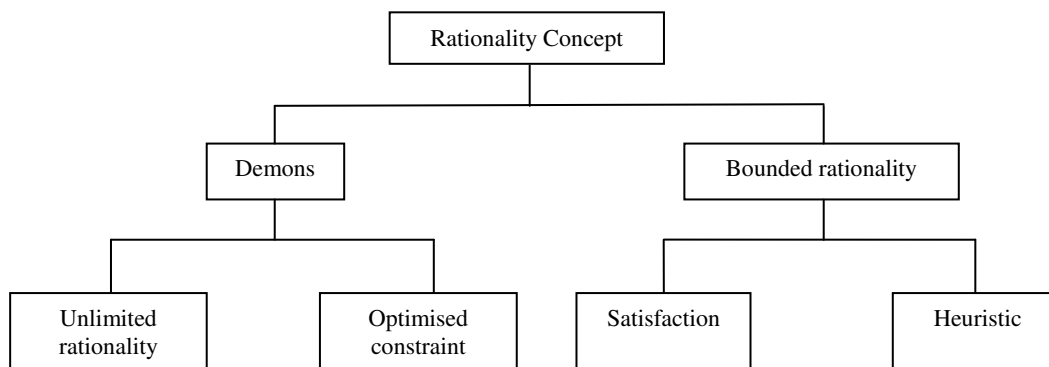 Rationality Concept
Demons
Bounded rationality
Unlimited
rationality
Optimised
constraint
Satisfaction
Heuristic